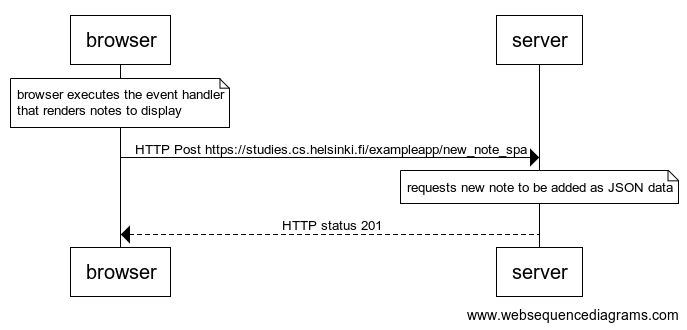 browser
server
browser executes the event handler
that renders notes to display
HTTP Post https://studies.cs.helsinki.fi/exampleapp/new_note_spa
requests new note to be added as JSON data
HTTP status 201
browser
server
www.websequencediagrams.com